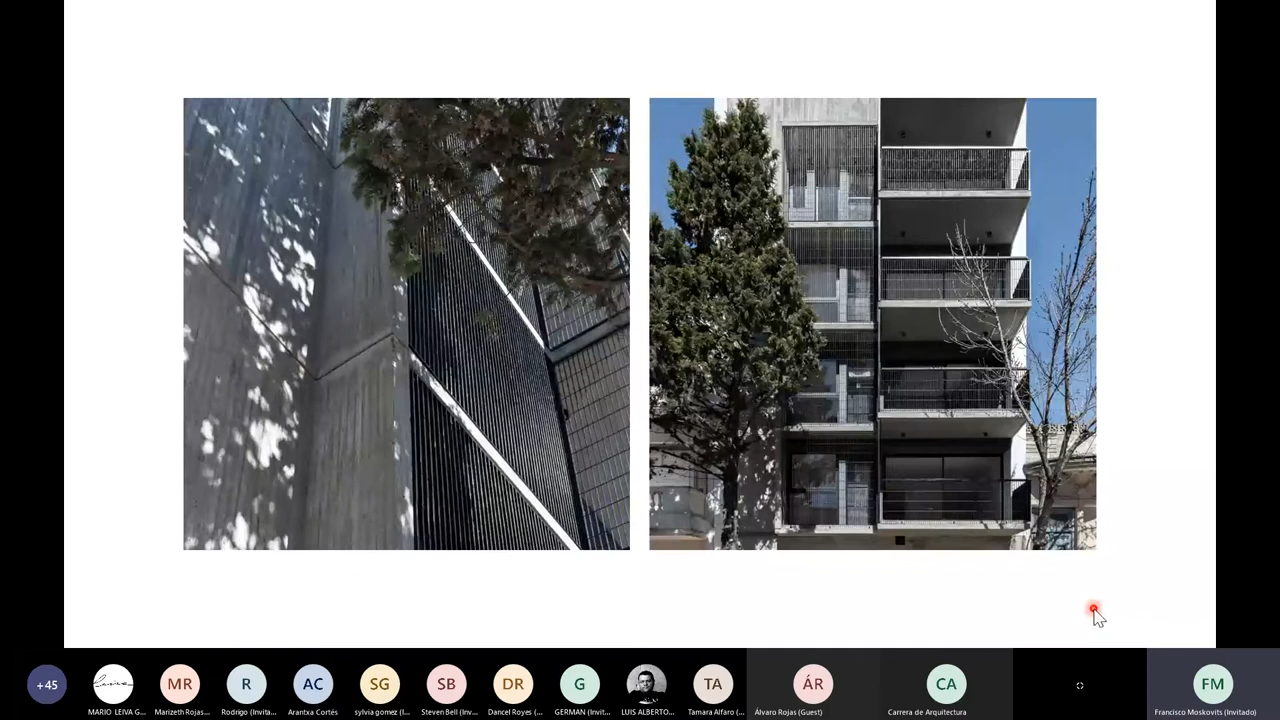 +45
MR
R
AC
SG
SB
DR
G
TA
ÁR
CA
FM
MARIO LEIVA G...
Marizeth Rojas...
Rodrigo (Invita...
Arantxa Cortés
sylvia gomez (I...
Steven Bell (Inv...
Dancel Royes (...
GERMAN (Invit...
LUIS ALBERTO...
Tamara Alfaro (...
Álvaro Rojas (Guest)
Carrera de Arquitectura
Francisco Moskovits (Invitado)